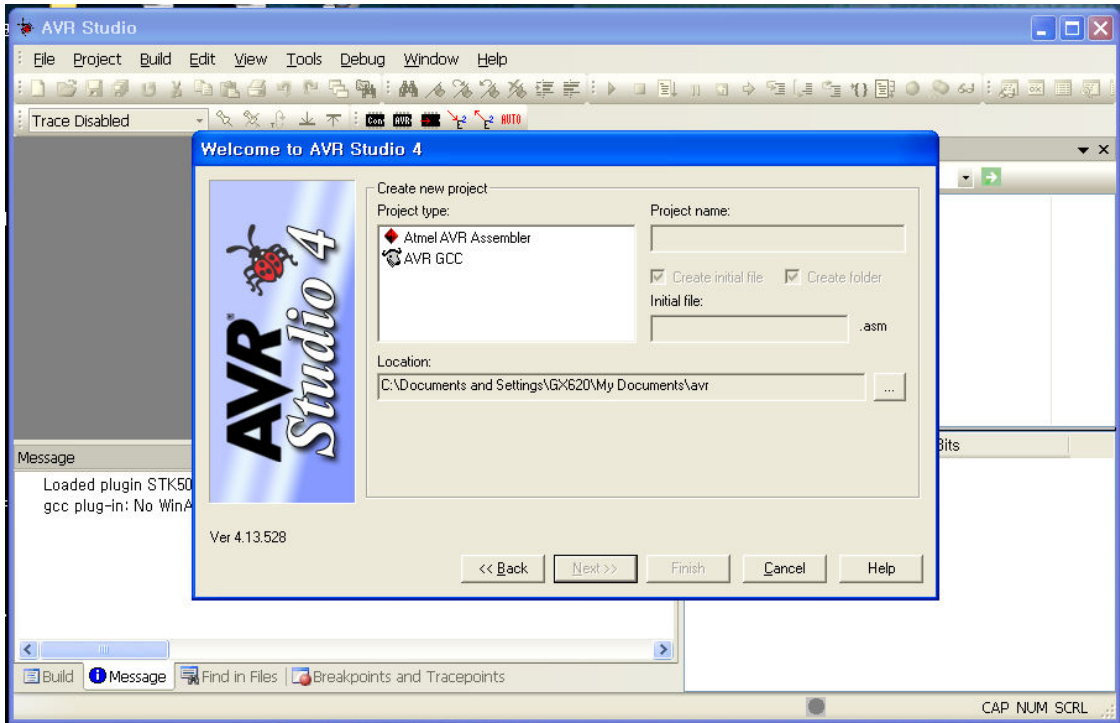 AVR Studio
File Project Build Edit View Tools Debug Window Help
Trace Disabled
Con AVR AUTO
Welcome to AVR Studio 4
AVR Studio 4
Create new project
Project type:
Atmel AVR Assembler
AVR GCC
Project name:
Create initial file Create folder
Initial file:
.asm
Location:
C:\Documents and Settings\GX620\My Documents\avr
...
Ver 4.13.528
<< Back Next >> Finish Cancel Help
Message
Loaded plugin STK50
gcc plug-in: No WinA
Bits
Build Message Find in Files Breakpoints and Tracepoints
CAP NUM SCRL